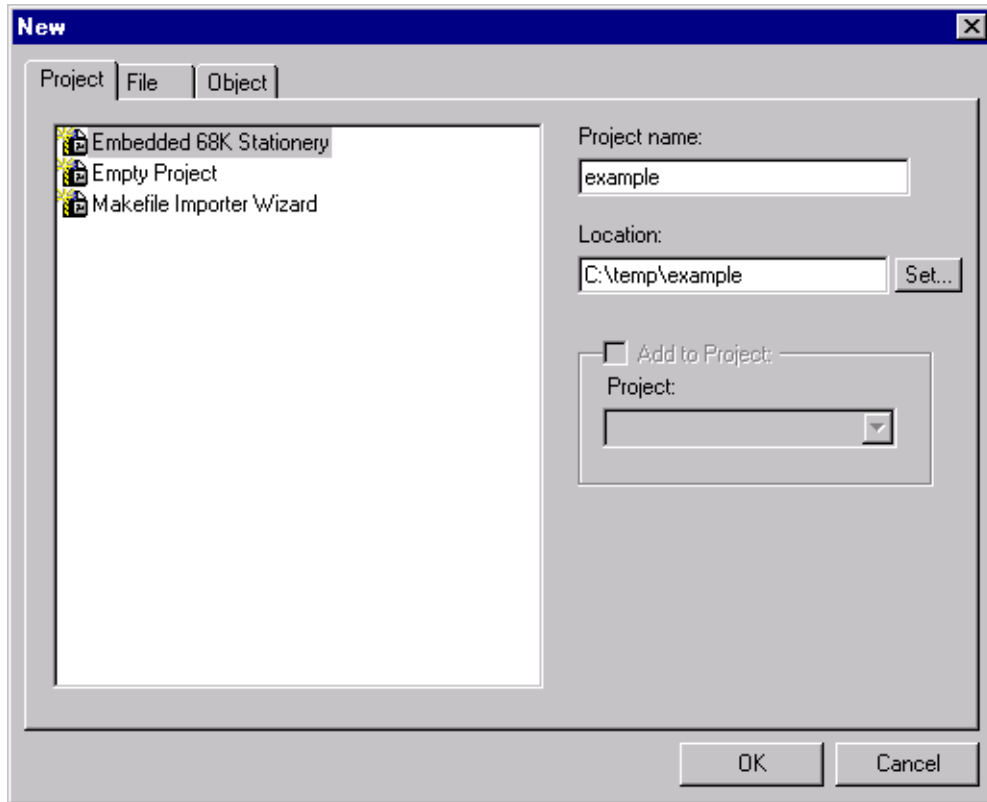 New
Project File Object
Embedded 68K Stationery
Empty Project
Makefile Importer Wizard
Project name:
example
Location:
C:\temp\example Set...
Add to Project:
Project:
OK Cancel